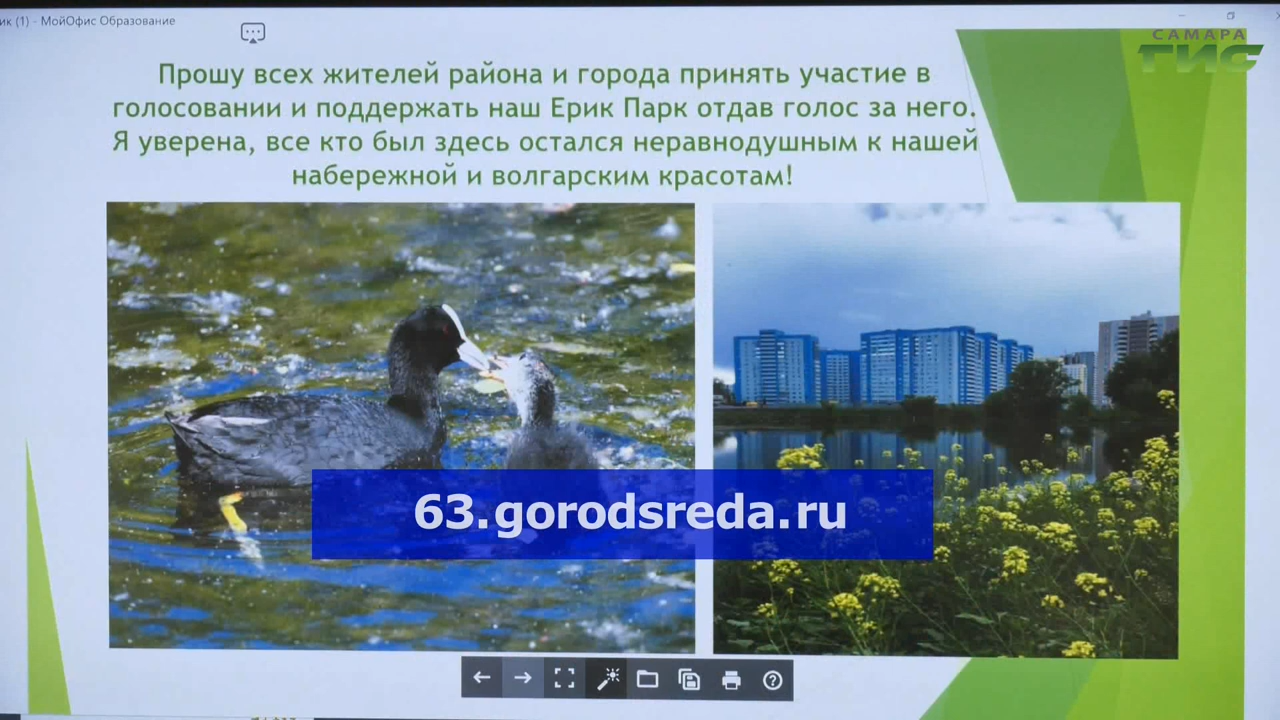 ик (1) - МойОфис Образование
САМАРА
ГИС
Прошу всех жителей района и города принять участие в
голосовании и поддержать наш Ерик Парк отдав голос за него.
Я уверена, все кто был здесь остался неравнодушным к нашей
набережной и волгарским красотам!
63.gorodsreda.ru